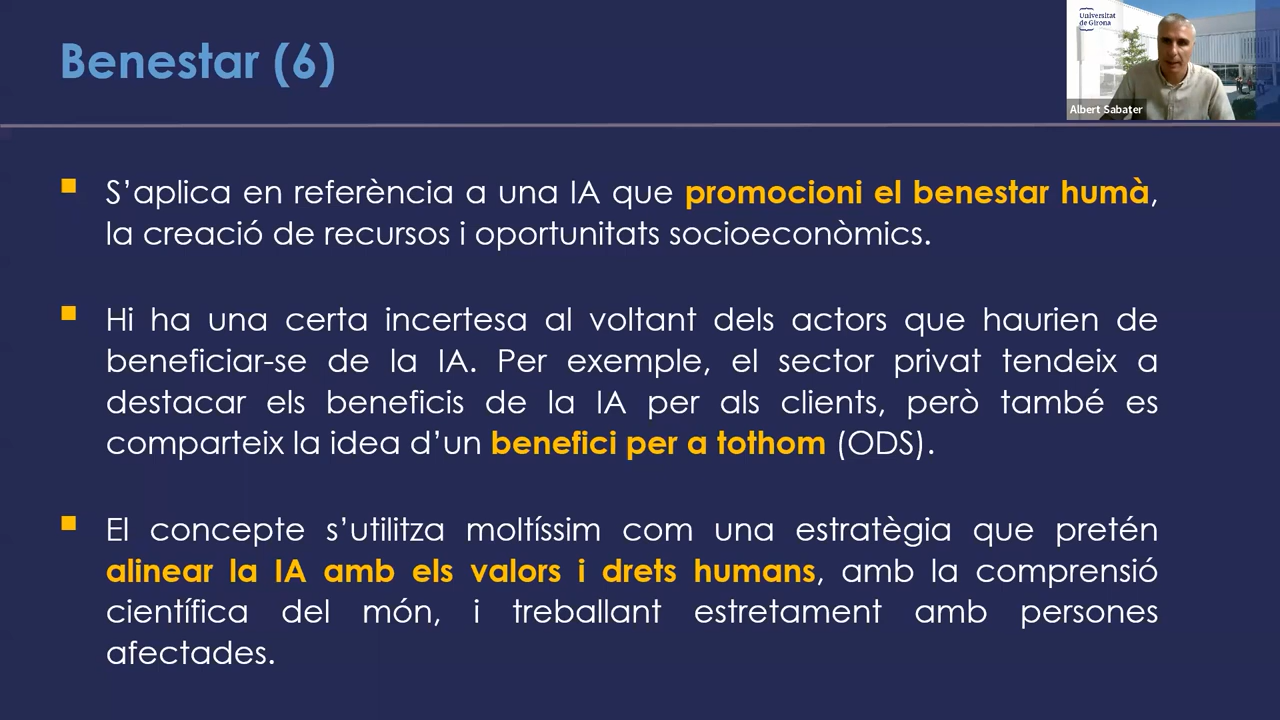 Benestar (6)
Universitat
de Girona
Albert Sabater
S’aplica en referència a una IA que promocioni el benestar humà,
la creació de recursos i oportunitats socioeconòmics.
Hi ha una certa incertesa al voltant dels actors que haurien de
beneficiar-se de la IA. Per exemple, el sector privat tendeix a
destacar els beneficis de la IA per als clients, però també es
comparteix la idea d’un benefici per a tothom (ODS).
El concepte s’utilitza moltíssim com una estratègia que pretén
alinear la IA amb els valors i drets humans, amb la comprensió
científica del món, i treballant estretament amb persones
afectades.